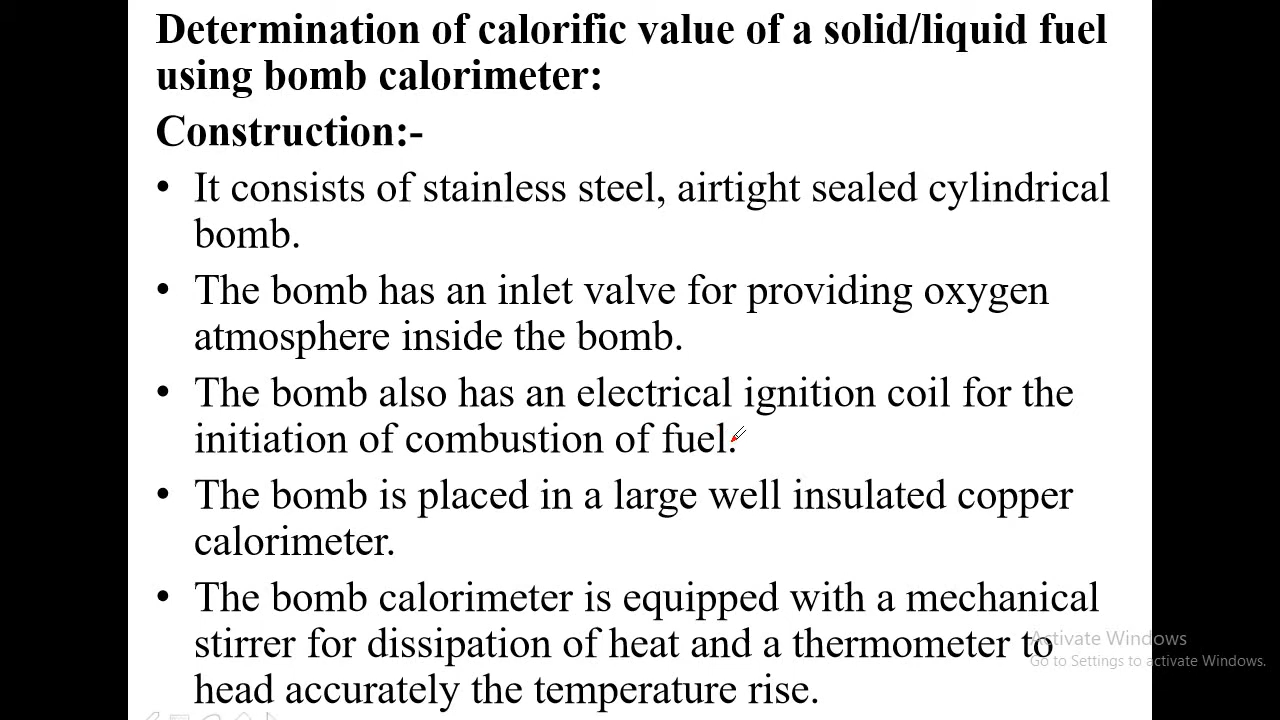 Determination of calorific value of a solid/liquid fuel
using bomb calorimeter:
Construction:-
• It consists of stainless steel, airtight sealed cylindrical
bomb.
• The bomb has an inlet valve for providing oxygen
atmosphere inside the bomb.
• The bomb also has an electrical ignition coil for the
initiation of combustion of fuel.
• The bomb is placed in a large well insulated copper
calorimeter.
• The bomb calorimeter is equipped with a mechanical
stirrer for dissipation of heat and a thermometer to
head accurately the temperature rise.
Activate Windows
Go to Settings to activate Windows.